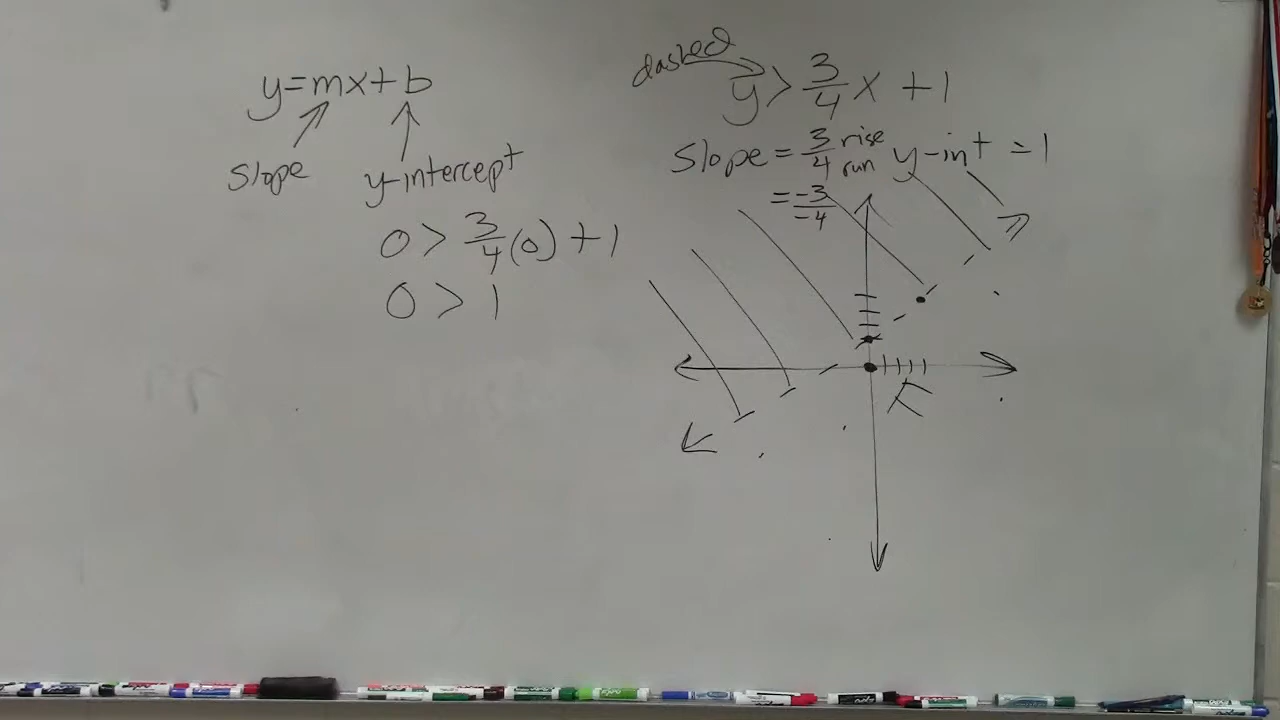 y=mx+b
slope
y-intercept
0 > 3/4 (0) + 1
0 > 1
dashed
y > 3/4 x + 1
Slope = 3/4 rise run y-int = 1
= -3/-4